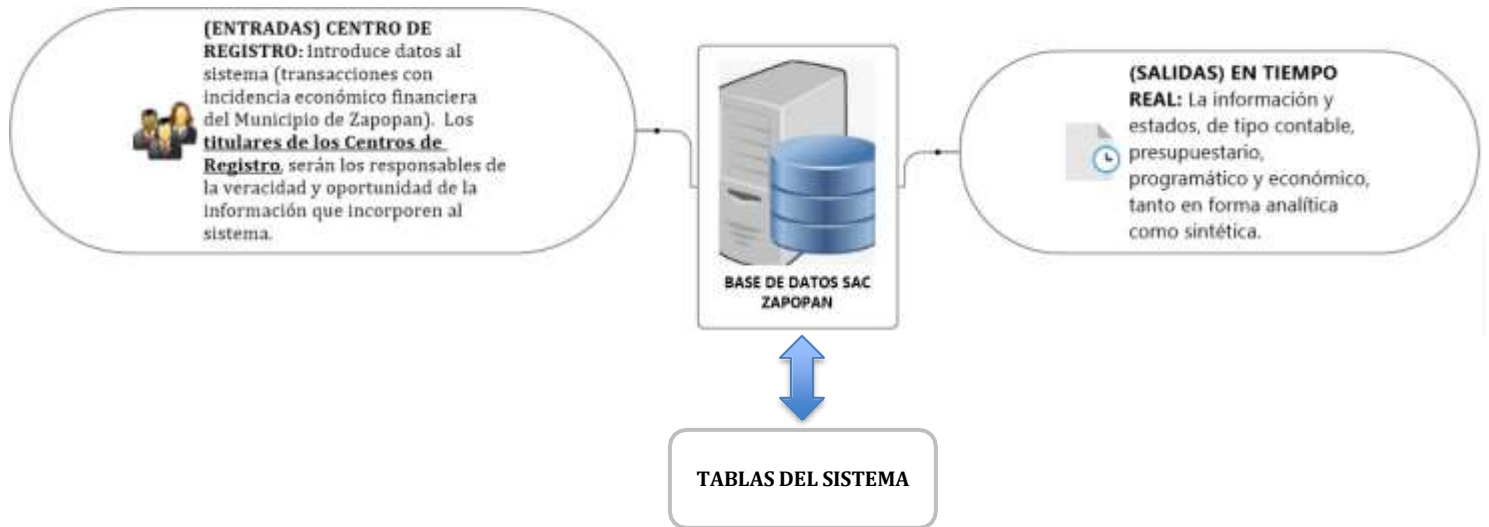 (ENTRADAS) CENTRO DE
REGISTRO: Introduce datos al
sistema (transacciones con
incidencia económico financiera
del Municipio de Zapopan). Los
titulares de los Centros de
Registro, serán los responsables de
la veracidad y oportunidad de la
información que incorporen al
sistema.
BASE DE DATOS SAC
ZAPOPAN
(SALIDAS) EN TIEMPO
REAL: La información y
estados, de tipo contable,
presupuestario,
programático y económico,
tanto en forma analítica
como sintética.
TABLAS DEL SISTEMA